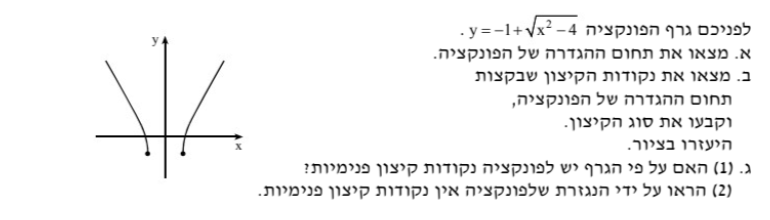 לפניכם גרף הפונקציה y = −1 + √(x² − 4) .
א. מצאו את תחום ההגדרה של הפונקציה.
ב. מצאו את נקודות הקיצון שבקצות
תחום ההגדרה של הפונקציה,
וקבעו את סוג הקיצון.
היעזרו בציור.
ג. (1) האם על פי הגרף יש לפונקציה נקודות קיצון פנימיות?
(2) הראו על ידי הנגזרת שלפונקציה אין נקודות קיצון פנימיות.
y
x